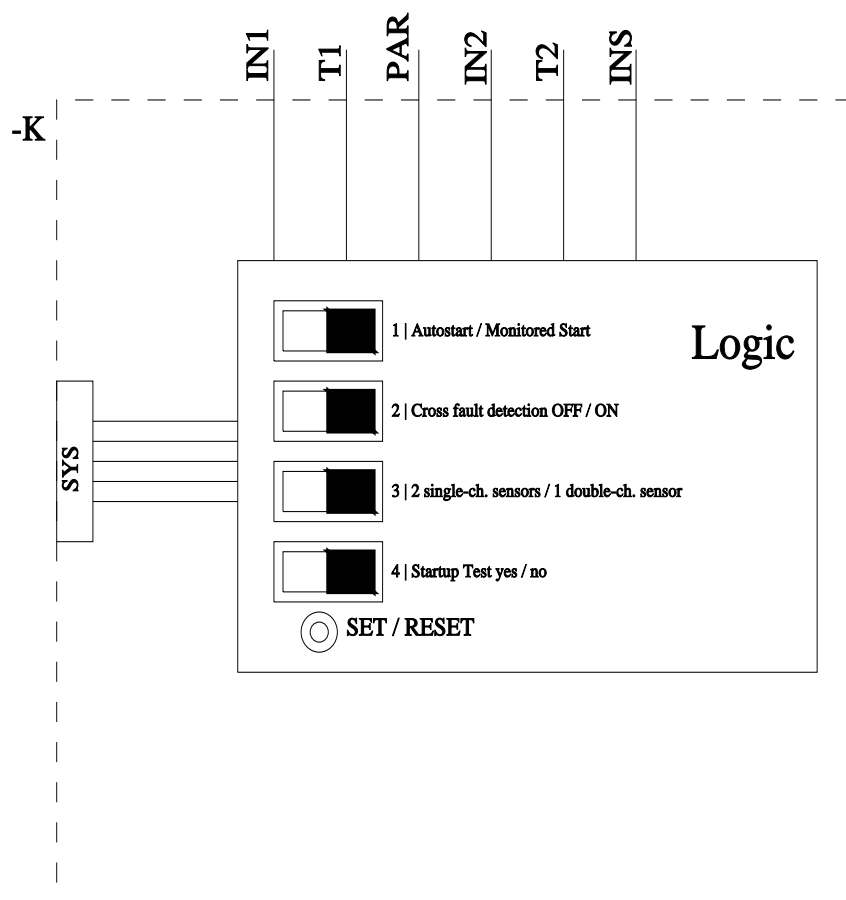 IN1
T1
PAR
IN2
T2
INS
-K
1 | Autostart / Monitored Start
Logic
2 | Cross fault detection OFF / ON
SYS
3 | 2 single-ch. sensors / 1 double-ch. sensor
4 | Startup Test yes / no
SET / RESET